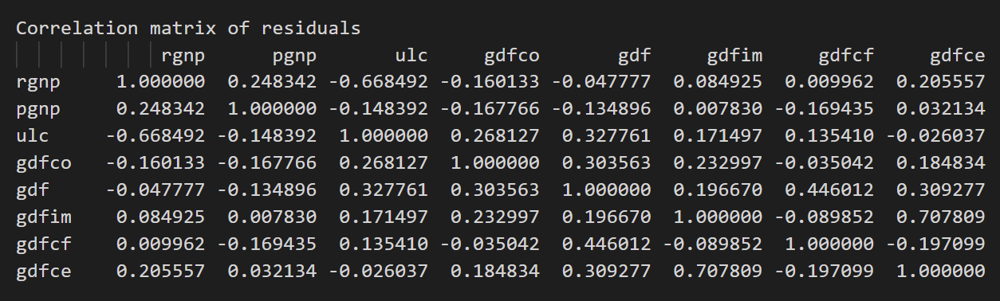 Correlation matrix of residuals
rgnp pgnp ulc gdfco gdf gdfim gdfcf gdfce
rgnp 1.000000 0.248342 -0.668492 -0.160133 -0.047777 0.084925 0.009962 0.205557
pgnp 0.248342 1.000000 -0.148392 -0.167766 -0.134896 0.007830 -0.169435 0.032134
ulc -0.668492 -0.148392 1.000000 0.268127 0.327761 0.171497 0.135410 -0.026037
gdfco -0.160133 -0.167766 0.268127 1.000000 0.303563 0.232997 -0.035042 0.184834
gdf -0.047777 -0.134896 0.327761 0.303563 1.000000 0.196670 0.446012 0.309277
gdfim 0.084925 0.007830 0.171497 0.232997 0.196670 1.000000 -0.089852 0.707809
gdfcf 0.009962 -0.169435 0.135410 -0.035042 0.446012 -0.089852 1.000000 -0.197099
gdfce 0.205557 0.032134 -0.026037 0.184834 0.309277 0.707809 -0.197099 1.000000